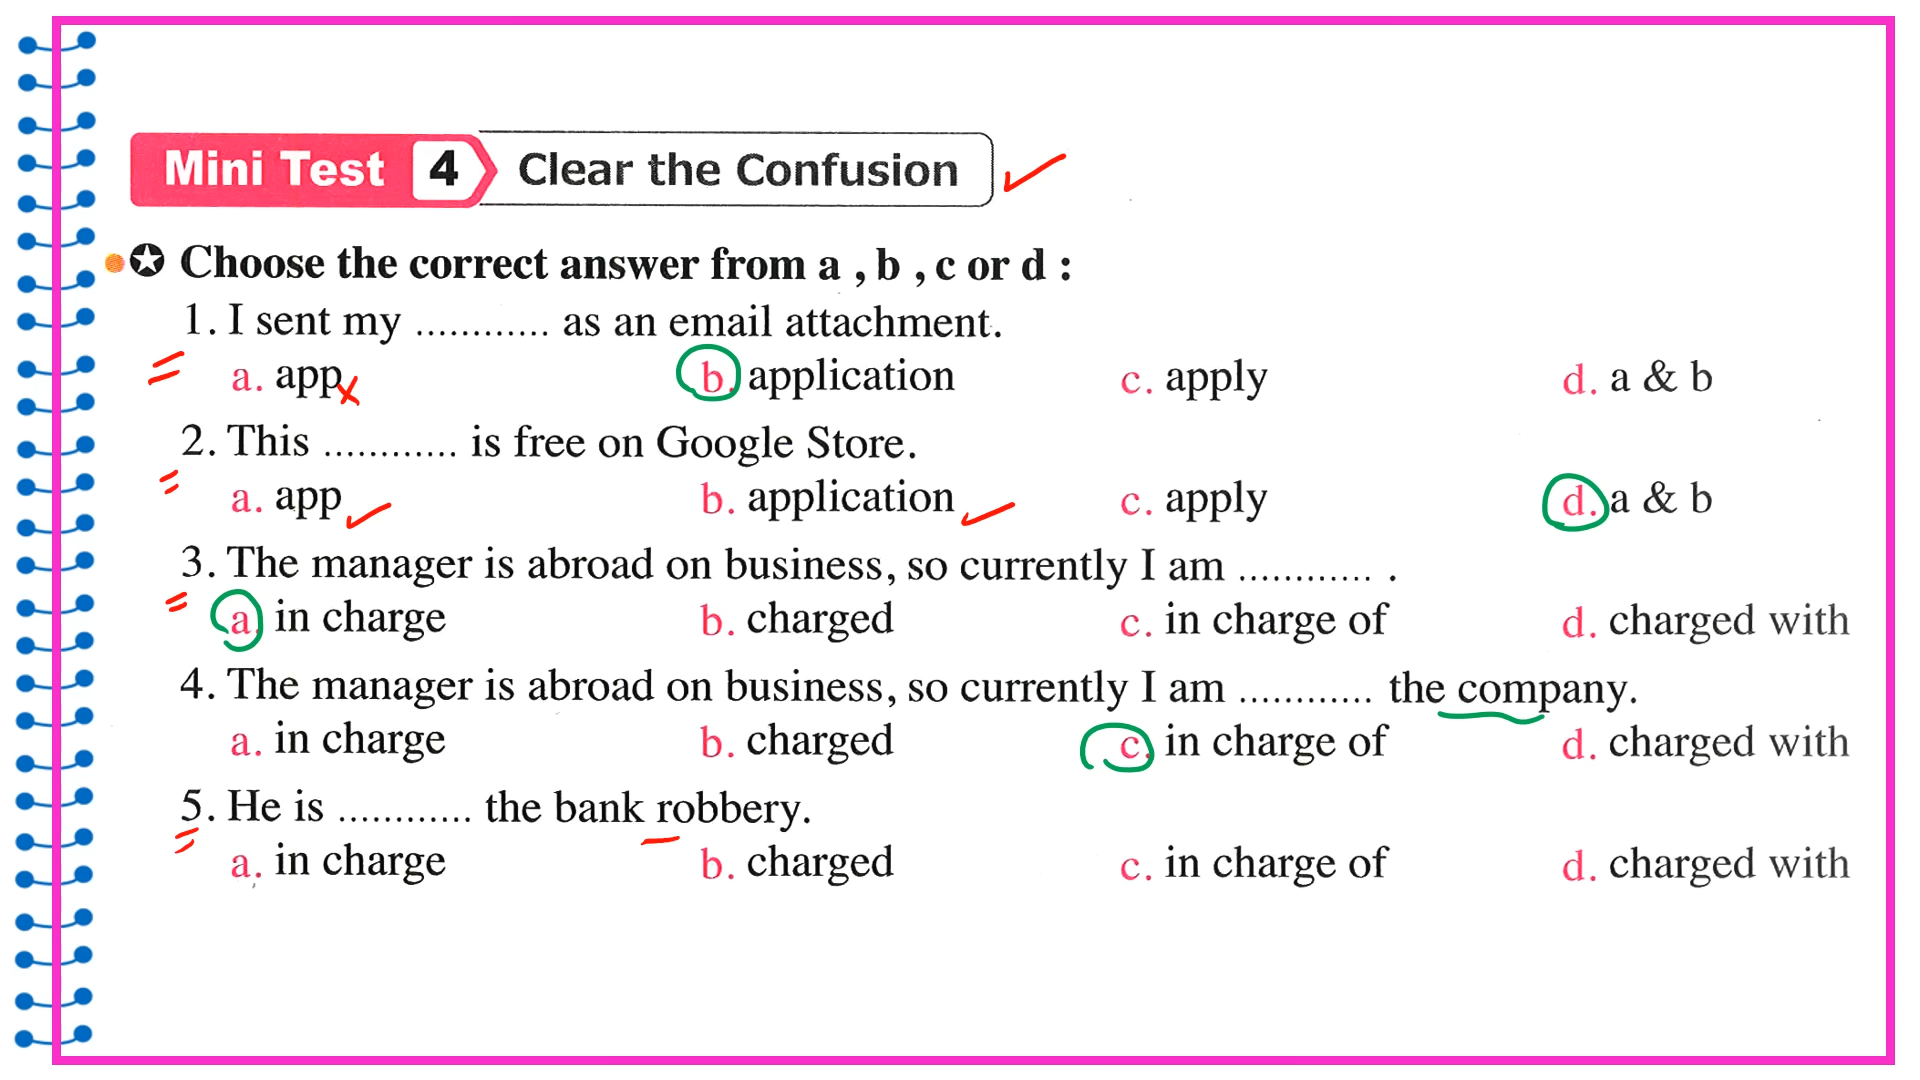 Mini Test 4 Clear the Confusion
Choose the correct answer from a , b , c or d :
1. I sent my ............ as an email attachment.
a. app b. application c. apply d. a & b
2. This ............ is free on Google Store.
a. app b. application c. apply d. a & b
3. The manager is abroad on business, so currently I am ............ .
a. in charge b. charged c. in charge of d. charged with
4. The manager is abroad on business, so currently I am ............ the company.
a. in charge b. charged c. in charge of d. charged with
5. He is ............ the bank robbery.
a. in charge b. charged c. in charge of d. charged with